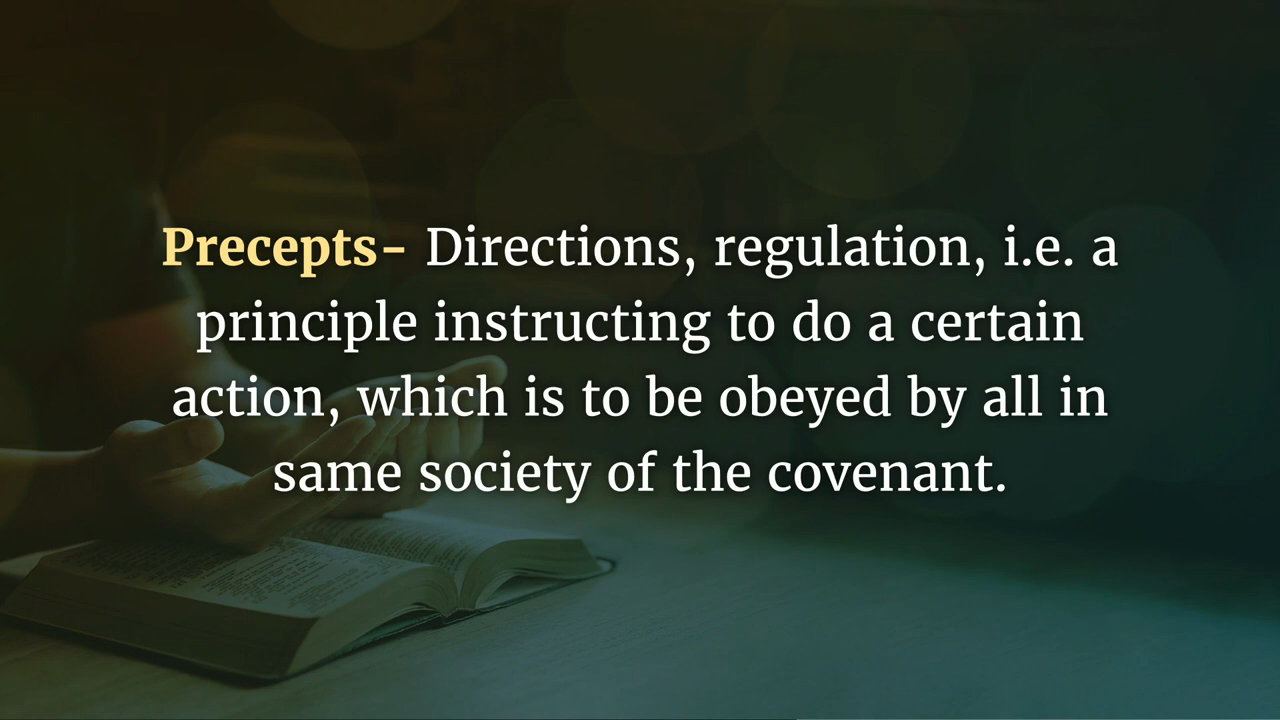 Precepts- Directions, regulation, i.e. a
principle instructing to do a certain
action, which is to be obeyed by all in
same society of the covenant.